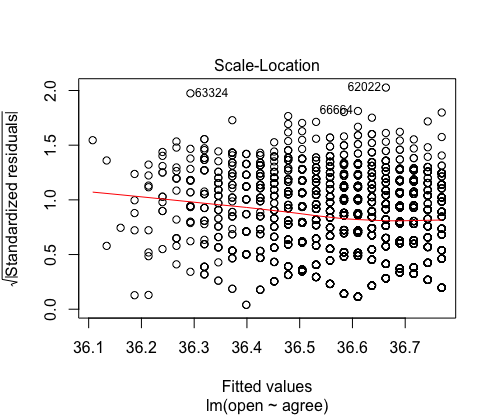 Scale-Location
√|Standardized residuals|
2.0
1.5
1.0
0.5
0.0
63324
62022
66664
36.1 36.2 36.3 36.4 36.5 36.6 36.7
Fitted values
lm(open ~ agree)